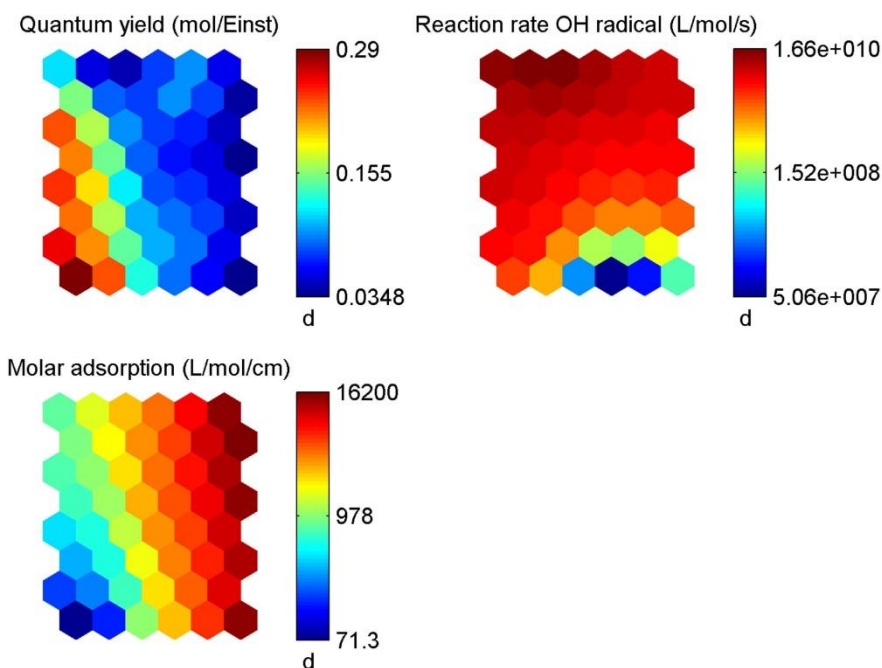 Quantum yield (mol/Einst)
0.29
0.155
0.0348
d
Reaction rate OH radical (L/mol/s)
1.66e+010
1.52e+008
5.06e+007
d
Molar adsorption (L/mol/cm)
16200
978
71.3
d